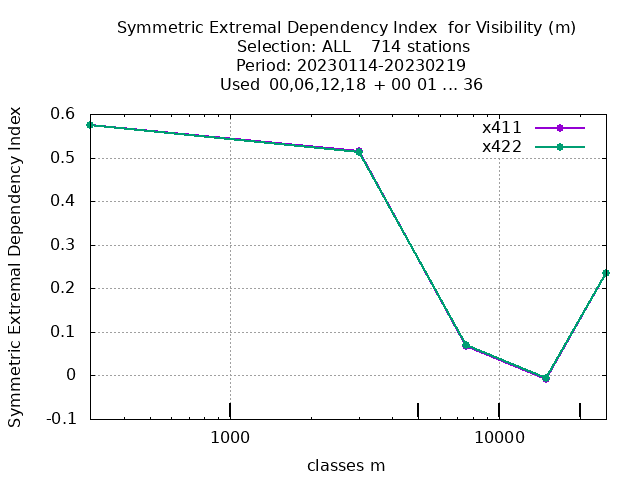 Symmetric Extremal Dependency Index  for Visibility (m)
Selection: ALL    714 stations
Period: 20230114-20230219
Used  00,06,12,18  + 00 01 ... 36
Symmetric Extremal Dependency Index
0.6
0.5
0.4
0.3
0.2
0.1
0
-0.1
x411
x422
1000
10000
classes m